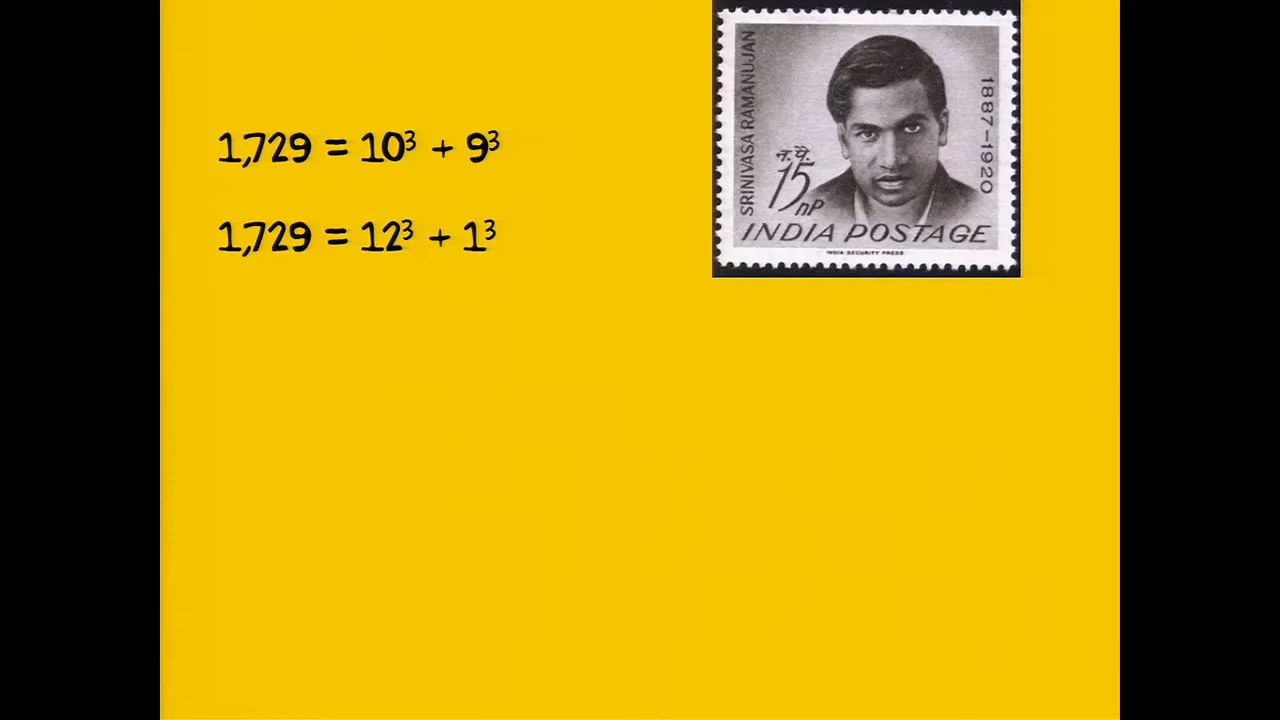 1,729 = 10³ + 9³
1,729 = 12³ + 1³
SRINIVASA RAMANUJAN
1887-1920
न.पै.
15
nP
INDIA POSTAGE
INDIA SECURITY PRESS